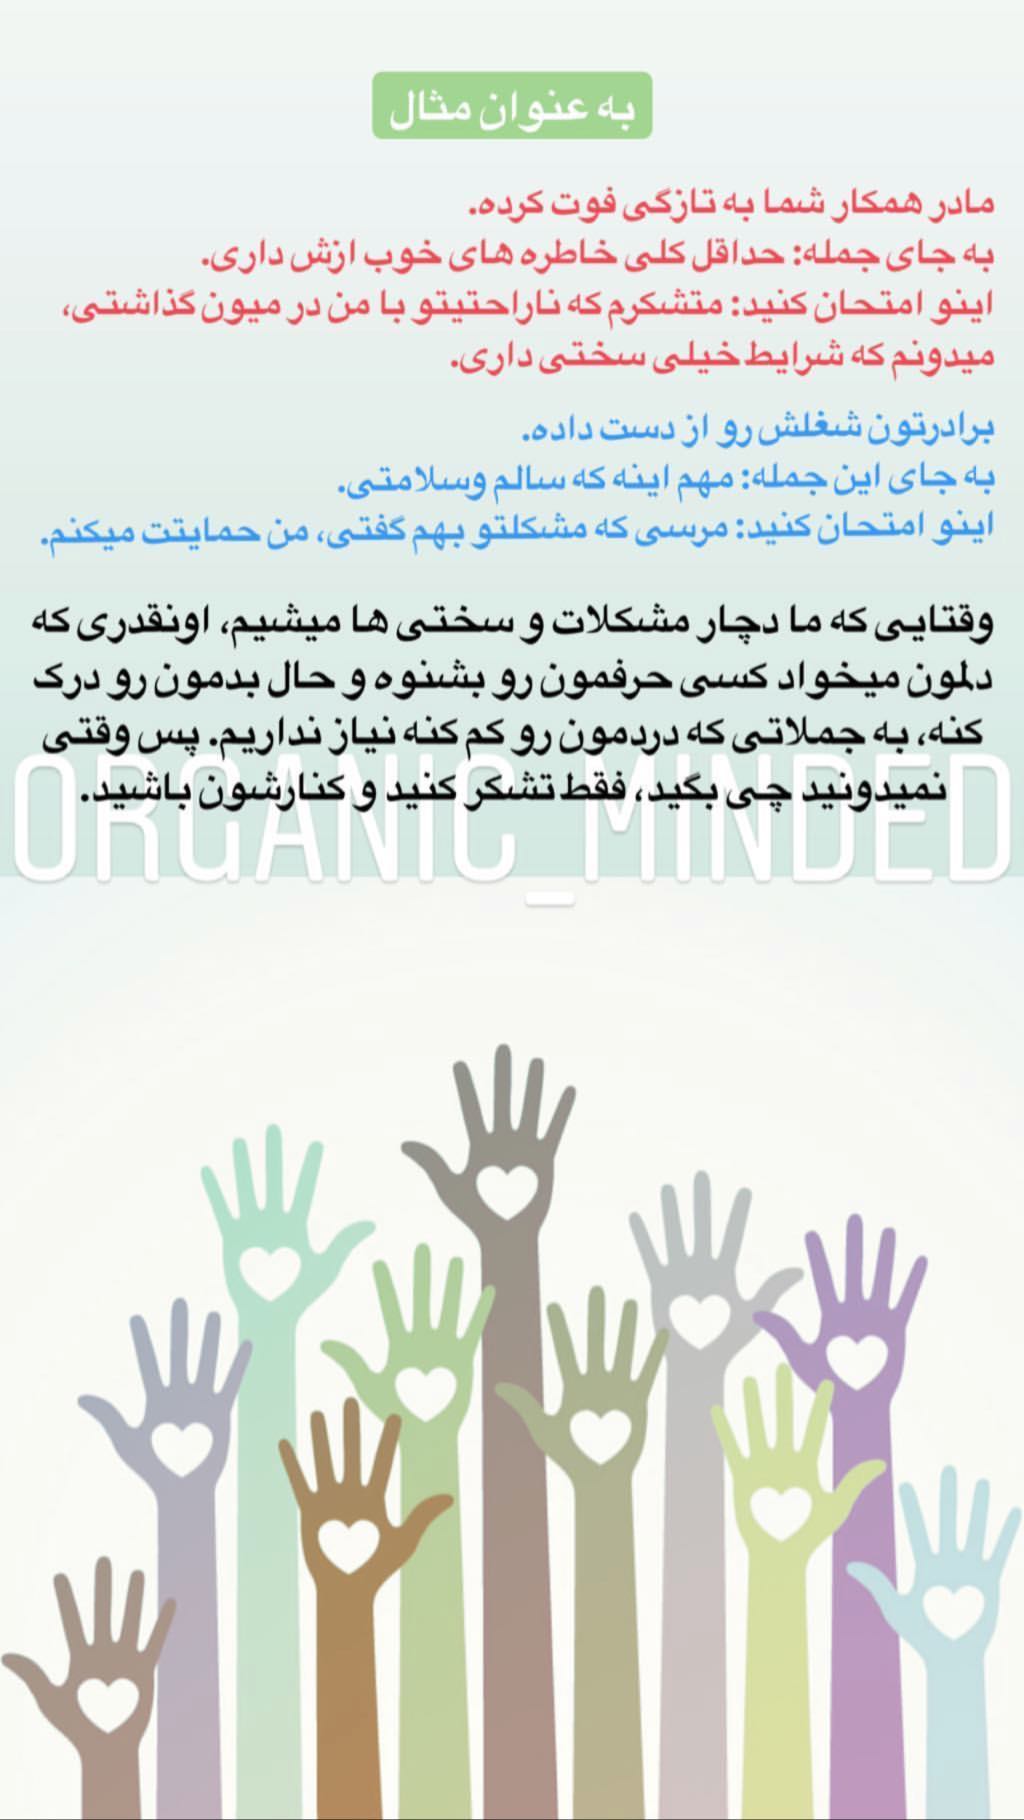 به عنوان مثال
مادر همکار شما به تازگی فوت کرده.
به جای جمله: حداقل کلی خاطره های خوب ازش داری.
اینو امتحان کنید: متشکرم که ناراحتیتو با من در میون گذاشتی،
میدونم که شرایط خیلی سختی داری.
برادرتون شغلش رو از دست داده.
به جای این جمله: مهم اینه که سالم وسلامتی.
اینو امتحان کنید: مرسی که مشکلتو بهم گفتی، من حمایتت میکنم.
وقتایی که ما دچار مشکلات و سختی ها میشیم، اونقدری که
دلمون میخواد کسی حرفمون رو بشنوه و حال بدمون رو درک
کنه، به جملاتی که دردمون رو کم کنه نیاز نداریم. پس وقتی
نمیدونید چی بگید، فقط تشکر کنید و کنارشون باشید.
ORGANIC_MINDED